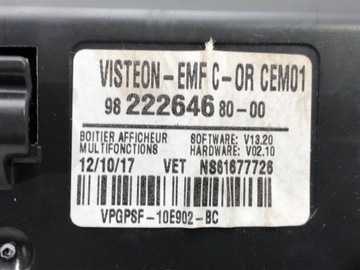 VISTEON-EMF C-OR CEM01
98 222646 80-00
BOITIER AFFICHEUR SOFTWARE: V13.20
MULTIFONCTIONS HARDWARE: V02.10
12/10/17 VET NS61677726
VPGPSF-10E902-BC